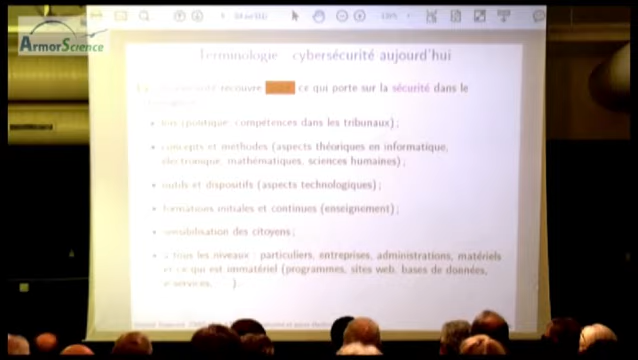 ArmorScience
Terminologie cybersécurité aujourd'hui
recouvre ce qui porte sur la sécurité dans le
lois (politique, compétences dans les tribunaux) ;
concepts et méthodes (aspects théoriques en informatique,
électronique, mathématiques, sciences humaines) ;
outils et dispositifs (aspects technologiques) ;
formations initiales et continues (enseignement) ;
sensibilisation des citoyens ;
à tous les niveaux : particuliers, entreprises, administrations, matériels
et ce qui est immatériel (programmes, sites web, bases de données,
e-services, ).